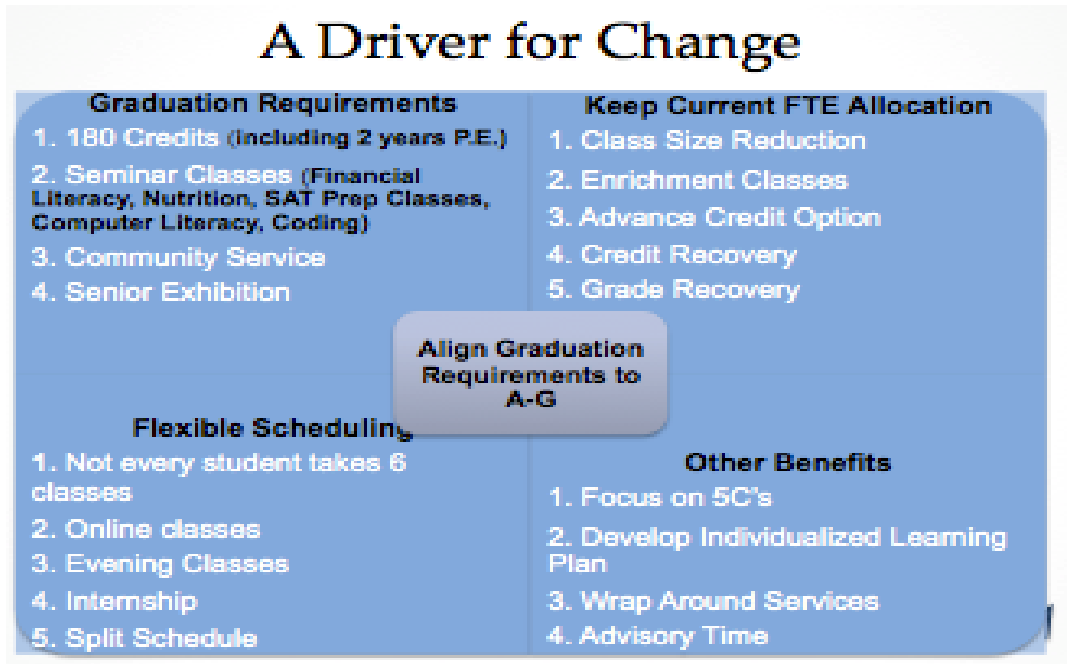 A Driver for Change
Graduation Requirements
1. 180 Credits (including 2 years P.E.)
2. Seminar Classes (Financial
Literacy, Nutrition, SAT Prep Classes,
Computer Literacy, Coding)
3. Community Service
4. Senior Exhibition
Keep Current FTE Allocation
1. Class Size Reduction
2. Enrichment Classes
3. Advance Credit Option
4. Credit Recovery
5. Grade Recovery
Align Graduation
Requirements to
A-G
Flexible Scheduling
1. Not every student takes 6
classes
2. Online classes
3. Evening Classes
4. Internship
5. Split Schedule
Other Benefits
1. Focus on 5C's
2. Develop Individualized Learning
Plan
3. Wrap Around Services
4. Advisory Time